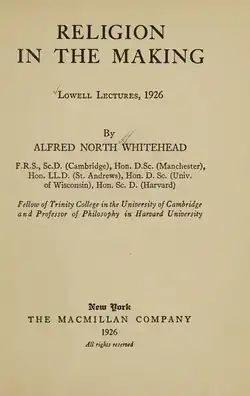 RELIGION
IN THE MAKING
LOWELL LECTURES, 1926
By
ALFRED NORTH WHITEHEAD
F.R.S., Sc.D. (Cambridge), Hon. D.Sc. (Manchester),
Hon. LL.D. (St. Andrews), Hon. D. Sc. (Univ.
of Wisconsin), Hon. Sc. D. (Harvard)
Fellow of Trinity College in the University of Cambridge
and Professor of Philosophy in Harvard University
New York
THE MACMILLAN COMPANY
1926
All rights reserved